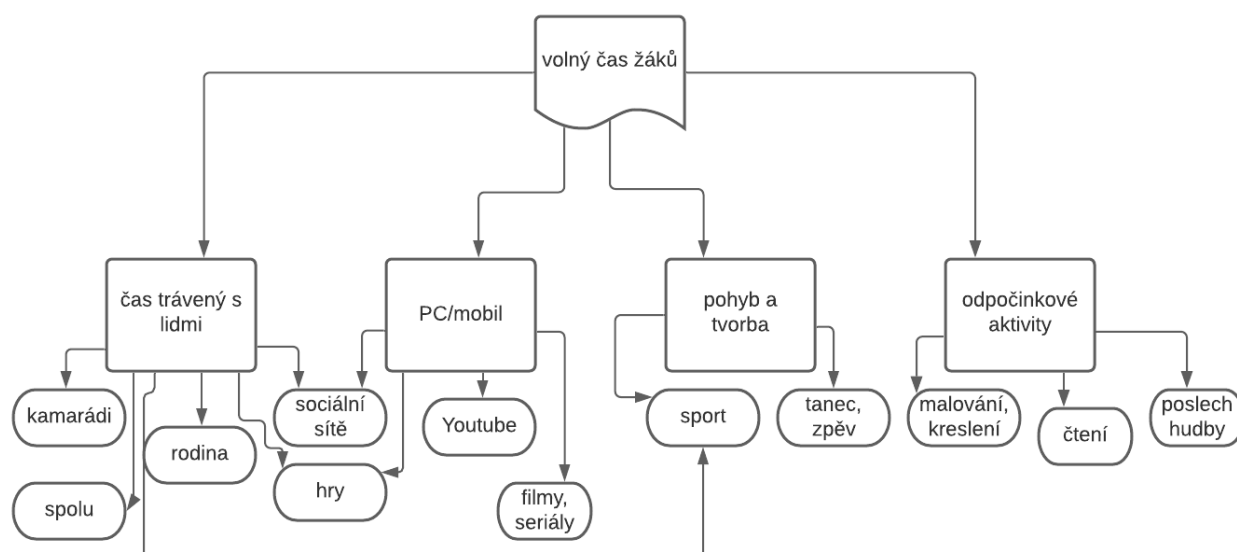 volný čas žáků
čas trávený s
lidmi
PC/mobil
pohyb a
tvorba
odpočinkové
aktivity
kamarádi
sociální
sítě
Youtube
sport
tanec,
zpěv
malování,
kreslení
čtení
poslech
hudby
rodina
hry
spolu
filmy,
seriály